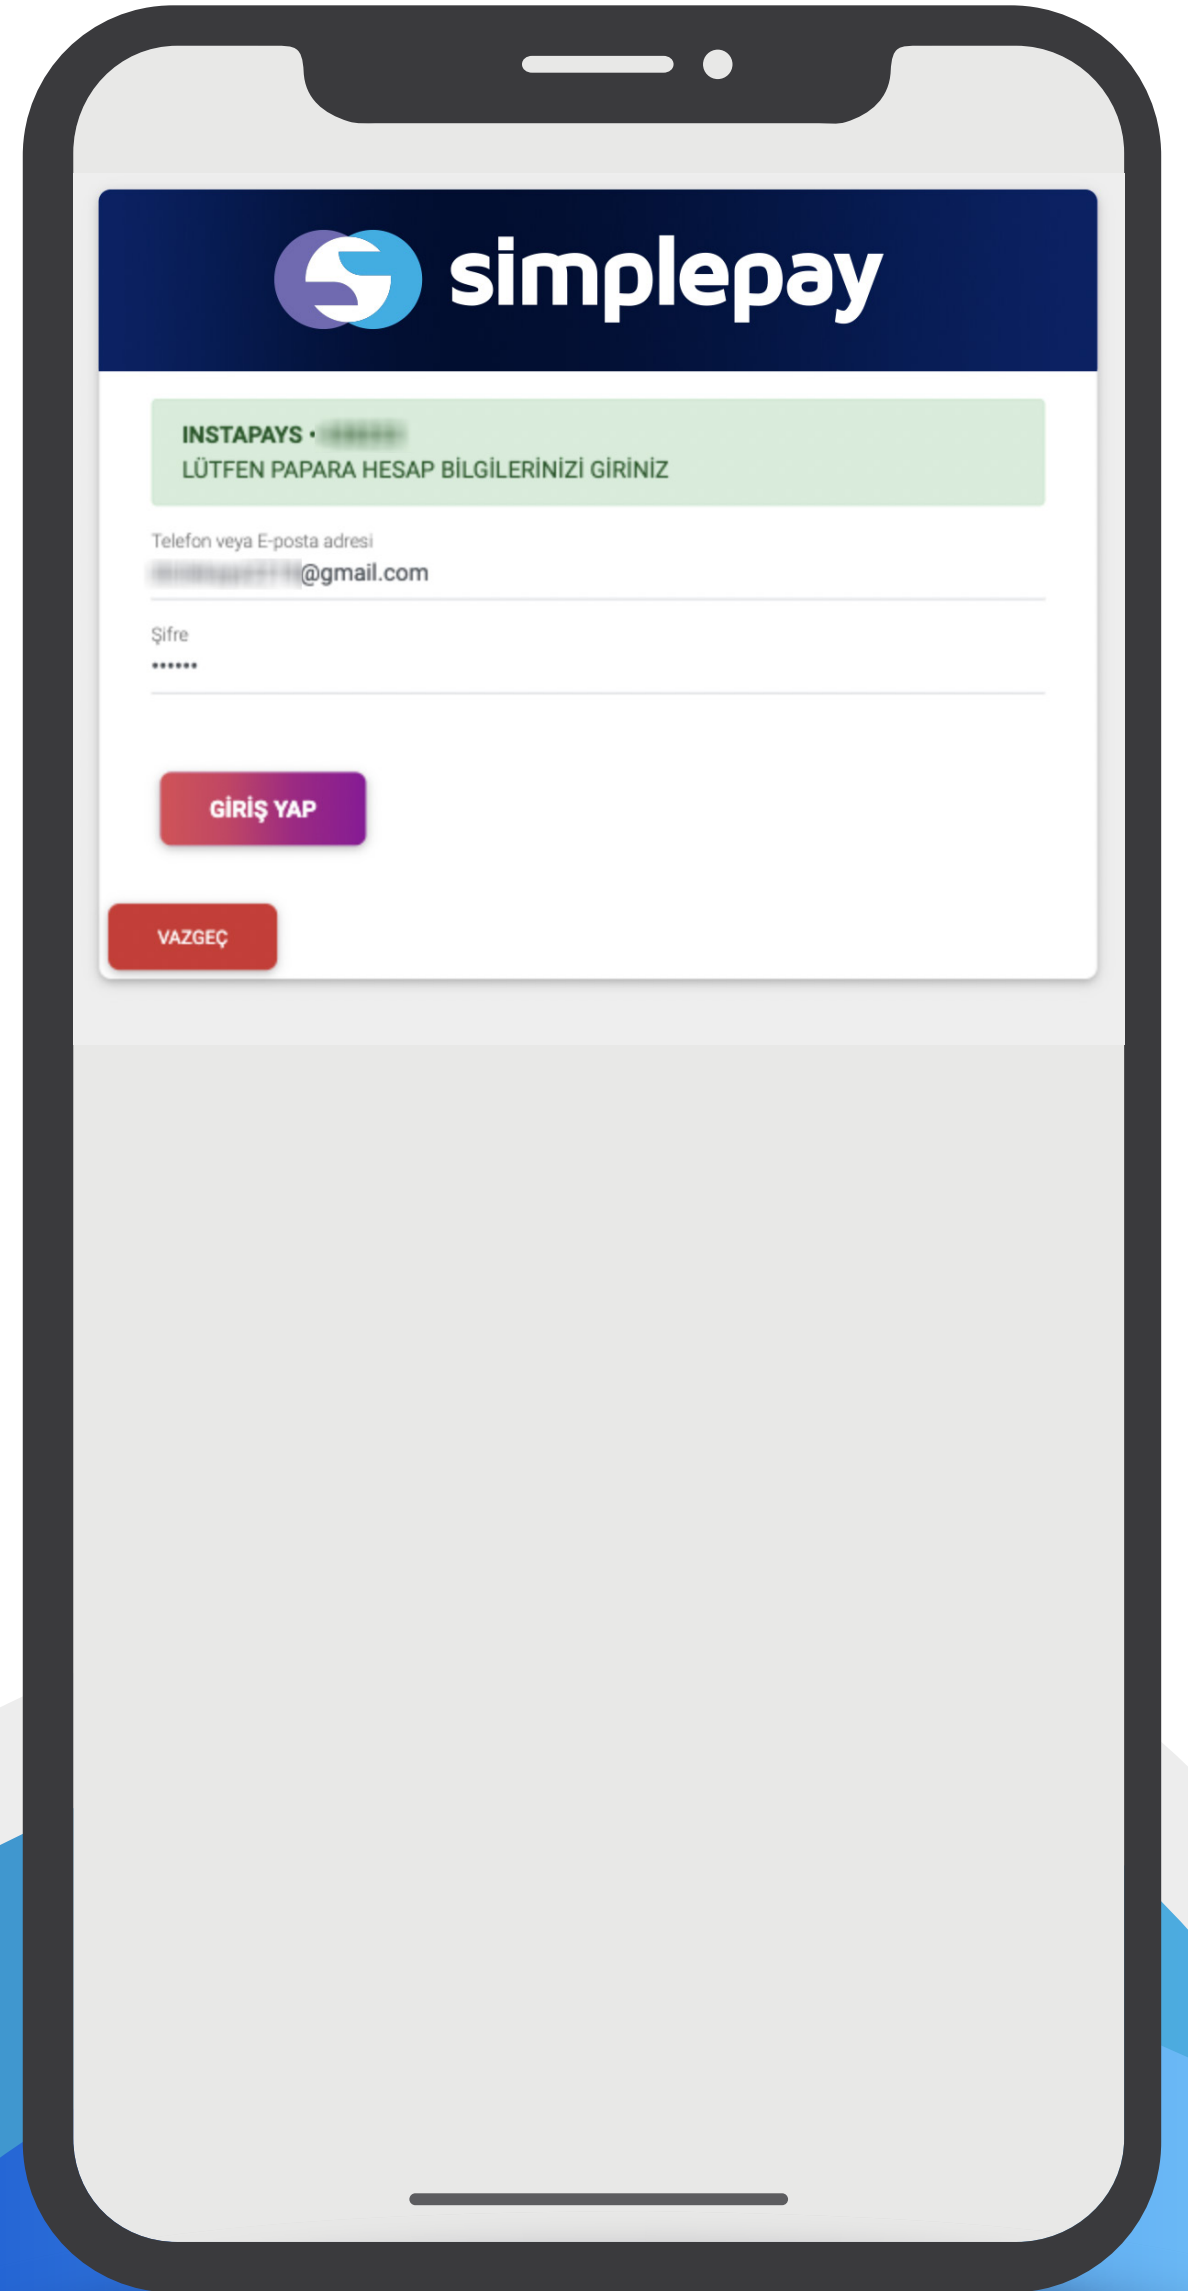 simplepay
INSTAPAYS •
LÜTFEN PAPARA HESAP BİLGİLERİNİZİ GİRİNİZ
Telefon veya E-posta adresi
@gmail.com
Şifre
••••••
GİRİŞ YAP
VAZGEÇ